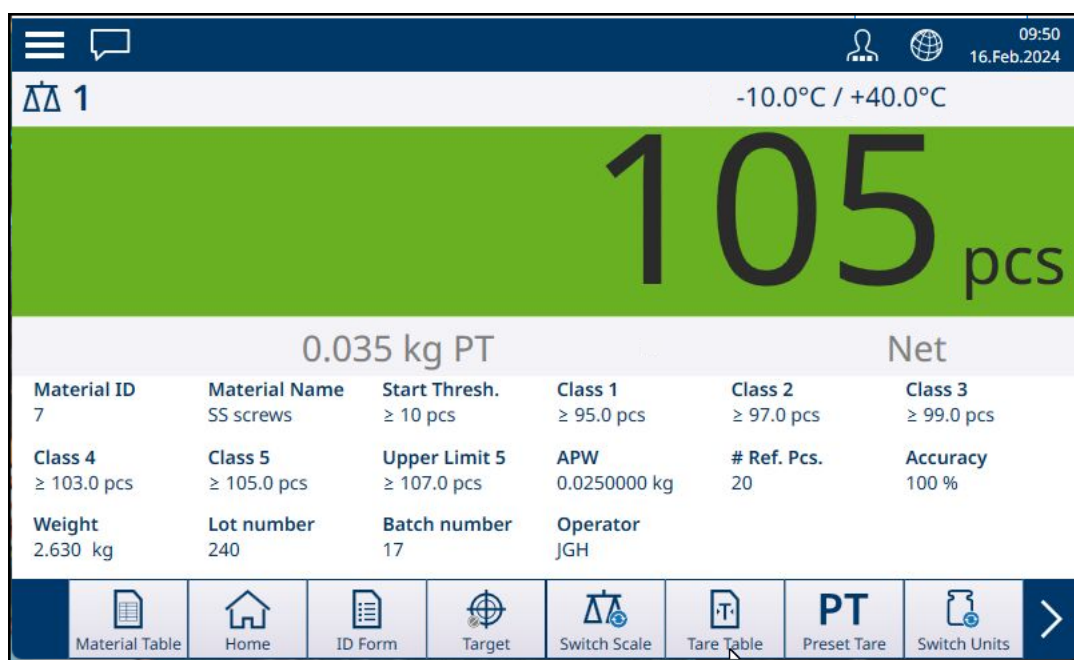 09:50
16.Feb.2024
1
-10.0°C / +40.0°C
105 pcs
0.035 kg PT Net
Material ID Material Name Start Thresh. Class 1 Class 2 Class 3
7 SS screws ≥ 10 pcs ≥ 95.0 pcs ≥ 97.0 pcs ≥ 99.0 pcs
Class 4 Class 5 Upper Limit 5 APW # Ref. Pcs. Accuracy
≥ 103.0 pcs ≥ 105.0 pcs ≥ 107.0 pcs 0.0250000 kg 20 100 %
Weight Lot number Batch number Operator
2.630 kg 240 17 JGH
T PT
Material Table Home ID Form Target Switch Scale Tare Table Preset Tare Switch Units